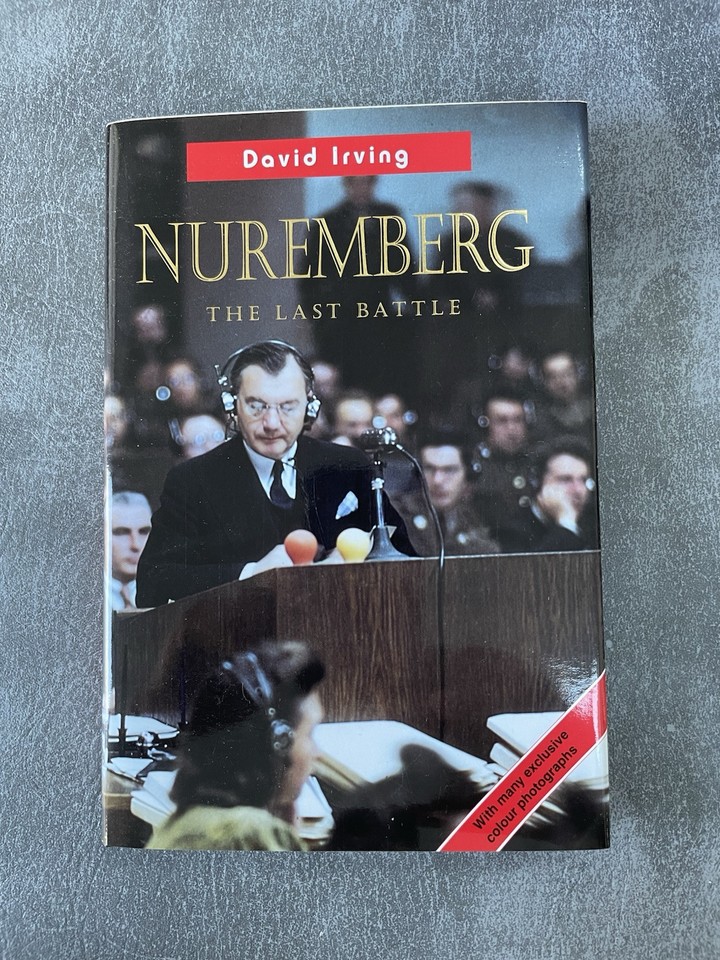 David Irving
NUREMBERG
THE LAST BATTLE
With many exclusive
colour photographs